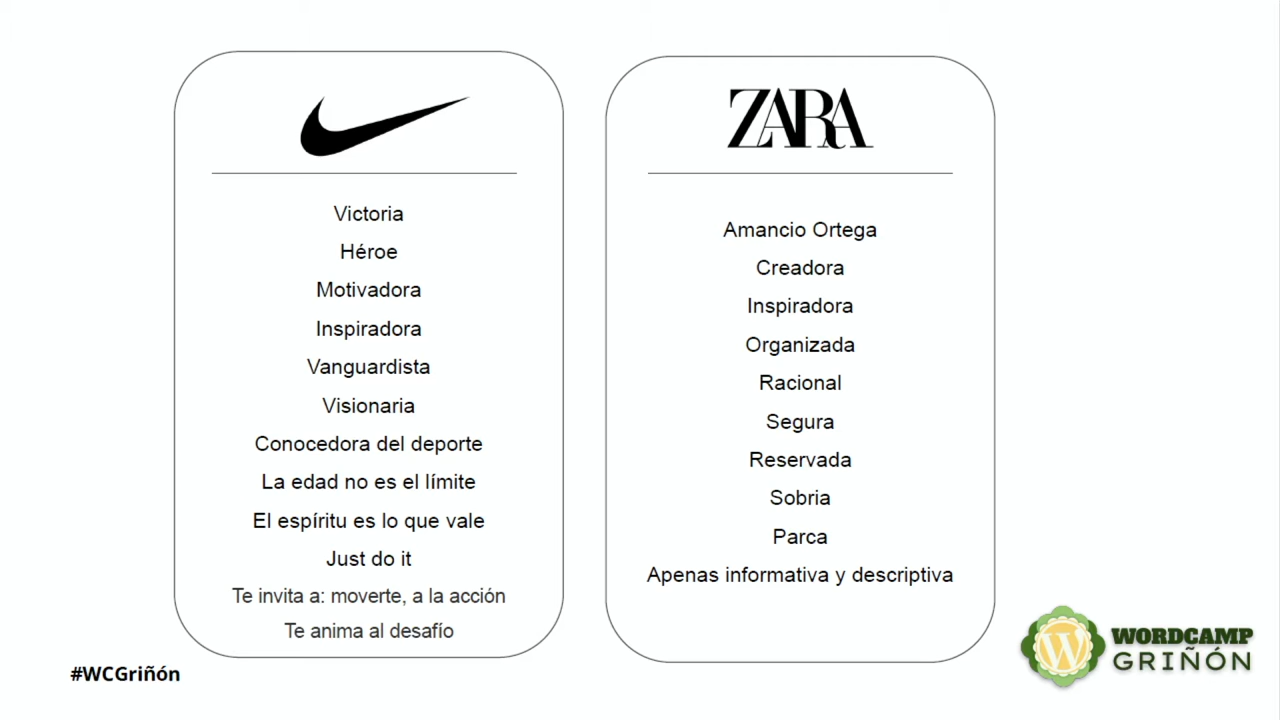 Victoria
Héroe
Motivadora
Inspiradora
Vanguardista
Visionaria
Conocedora del deporte
La edad no es el límite
El espíritu es lo que vale
Just do it
Te invita a: moverte, a la acción
Te anima al desafío
ZARA
Amancio Ortega
Creadora
Inspiradora
Organizada
Racional
Segura
Reservada
Sobria
Parca
Apenas informativa y descriptiva
#WCGriñón
WORDCAMP
GRIÑÓN